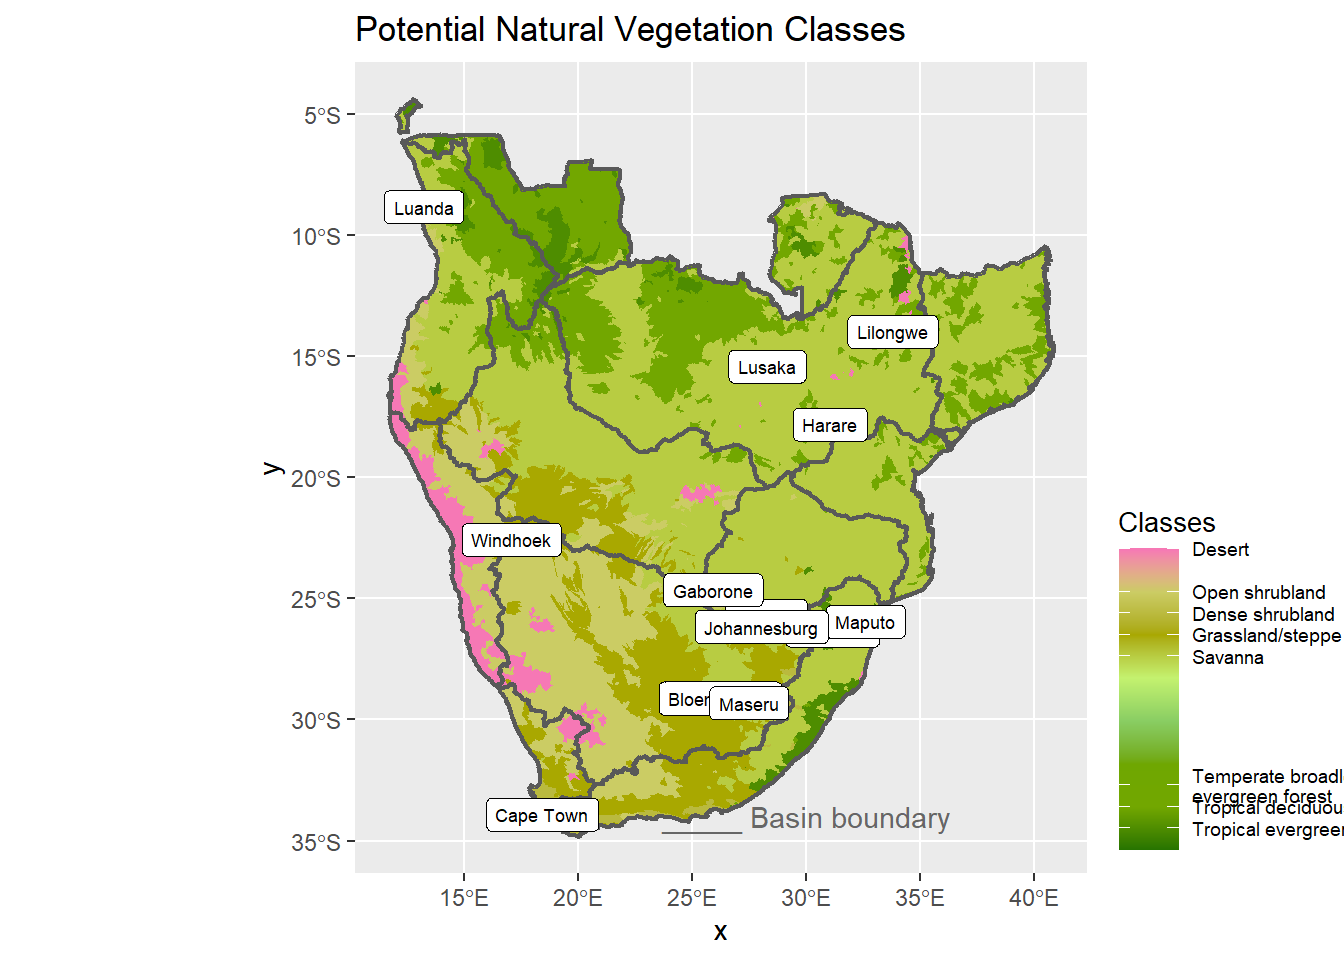 Potential Natural Vegetation Classes
5°S
10°S
15°S
20°S
25°S
30°S
35°S
y
Luanda
Lilongwe
Lusaka
Harare
Windhoek
Gaborone
Johannesburg
Maputo
Bloer
Maseru
Cape Town
Basin boundary
15°E
20°E
25°E
30°E
35°E
40°E
x
Classes
Desert
Open shrubland
Dense shrubland
Grassland/steppe
Savanna
Temperate broadl
evergreen forest
Tropical deciduou
Tropical evergree